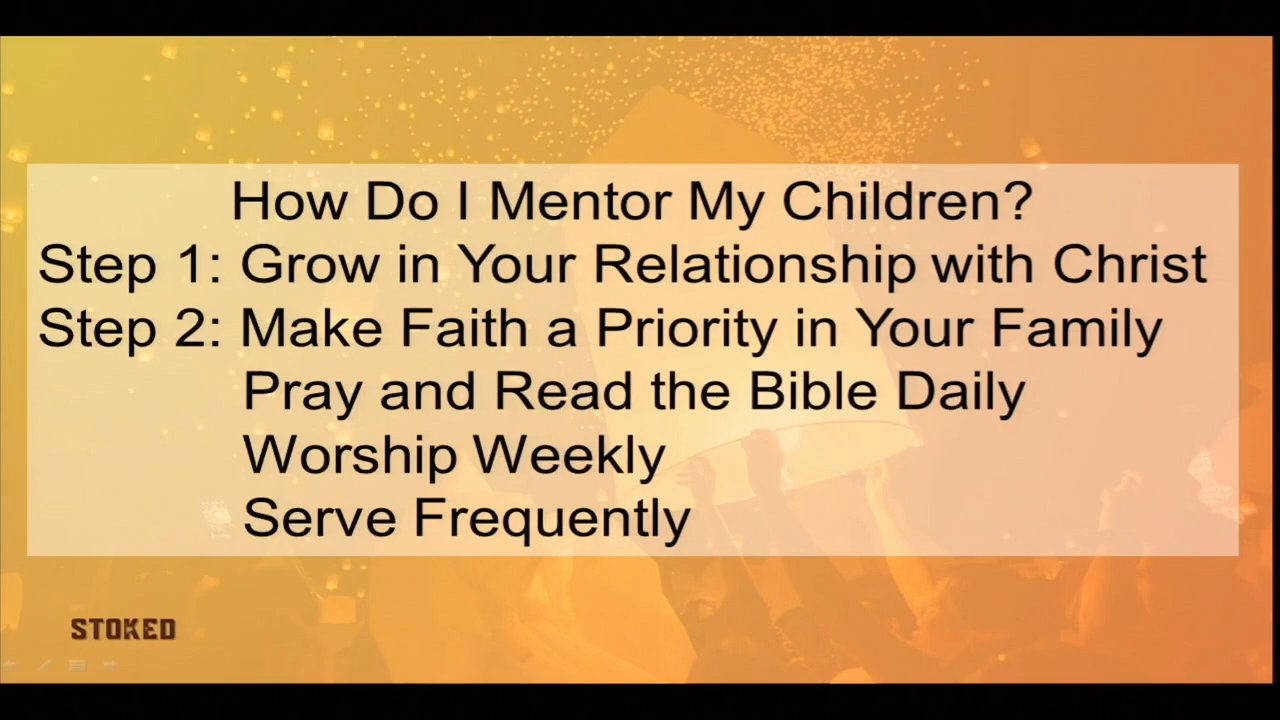 How Do I Mentor My Children?
Step 1: Grow in Your Relationship with Christ
Step 2: Make Faith a Priority in Your Family
Pray and Read the Bible Daily
Worship Weekly
Serve Frequently
STOKED